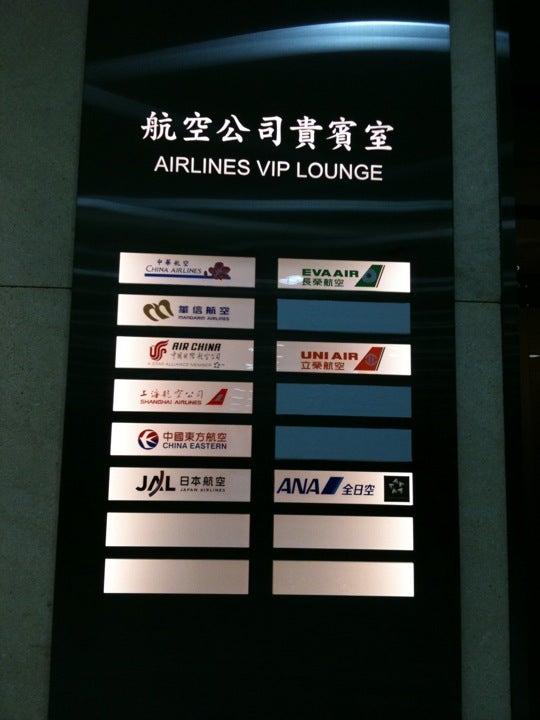 航空公司貴賓室
AIRLINES VIP LOUNGE
中華航空
CHINA AIRLINES
EVA AIR
長榮航空
華信航空
MANDARIN AIRLINES
AIR CHINA
中国国际航空公司
A STAR ALLIANCE MEMBER
UNI AIR
立榮航空
上海航空公司
SHANGHAI AIRLINES
中國東方航空
CHINA EASTERN
JAL 日本航空
JAPAN AIRLINES
ANA 全日空